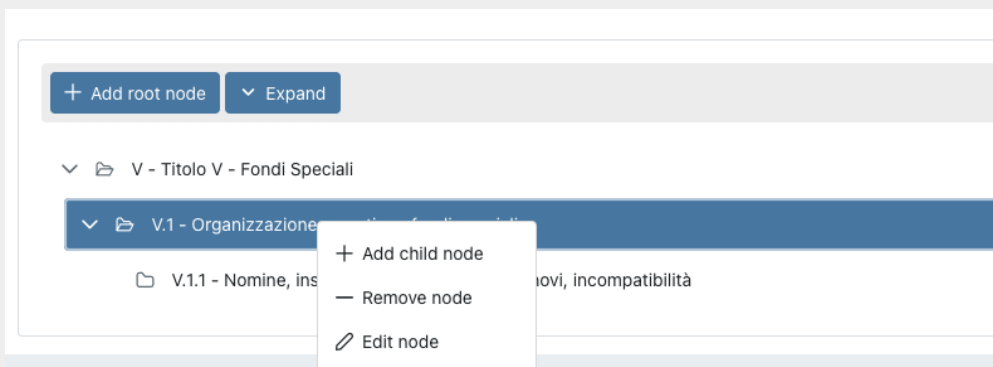 Add root node
Expand
V - Titolo V - Fondi Speciali
V.1 - Organizzazione
Add child node
V.1.1 - Nomine, ins ovi, incompatibilità
Remove node
Edit node